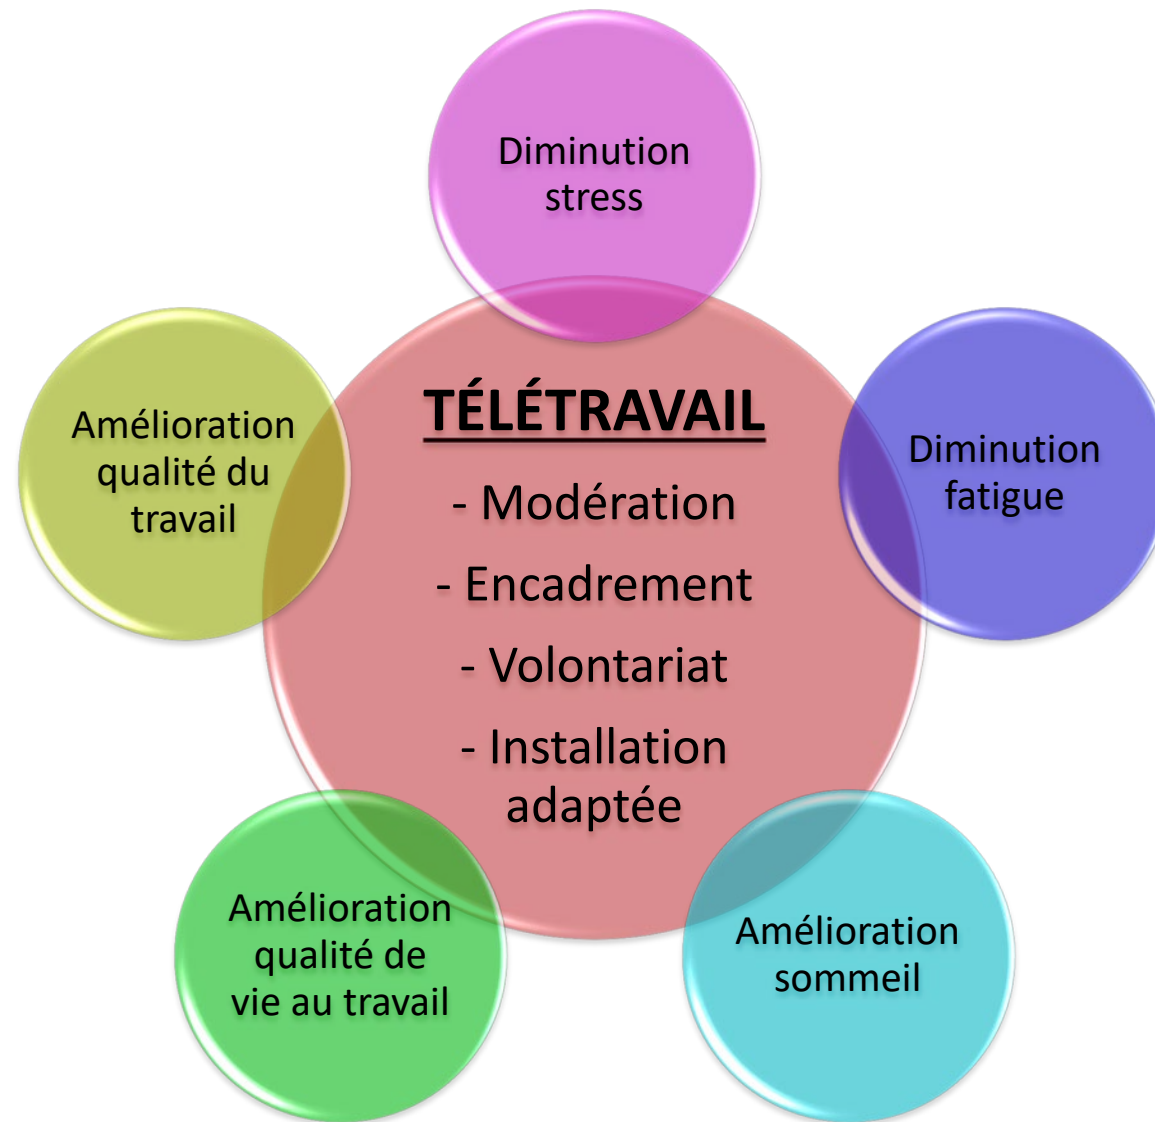 Diminution
stress
TÉLÉTRAVAIL
- Modération
- Encadrement
- Volontariat
- Installation
adaptée
Diminution
fatigue
Amélioration
sommeil
Amélioration
qualité de
vie au travail
Amélioration
qualité du
travail